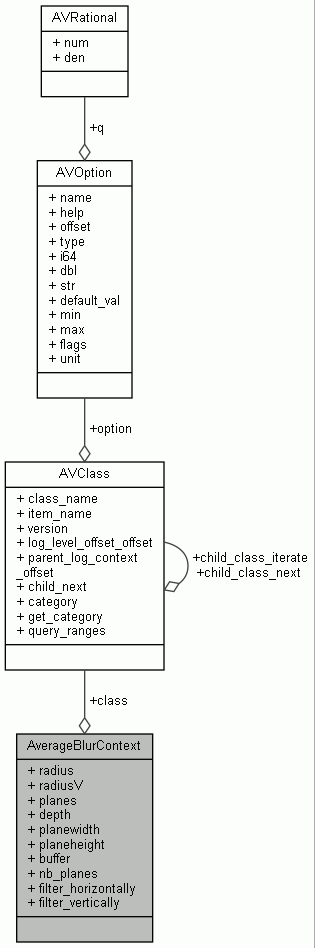 AVRational
+ num
+ den
+q
AVOption
+ name
+ help
+ offset
+ type
+ i64
+ dbl
+ str
+ default_val
+ min
+ max
+ flags
+ unit
+option
AVClass
+ class_name
+ item_name
+ version
+ log_level_offset_offset
+ parent_log_context
_offset
+ child_next
+ category
+ get_category
+ query_ranges
+child_class_iterate
+child_class_next
+class
AverageBlurContext
+ radius
+ radiusV
+ planes
+ depth
+ planewidth
+ planeheight
+ buffer
+ nb_planes
+ filter_horizontally
+ filter_vertically